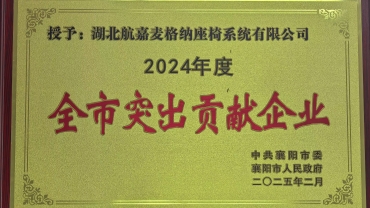 授予：湖北航嘉麦格纳座椅系统有限公司
2024年度
全市突出贡献企业
中共襄阳市委
襄阳市人民政府
二〇二五年二月